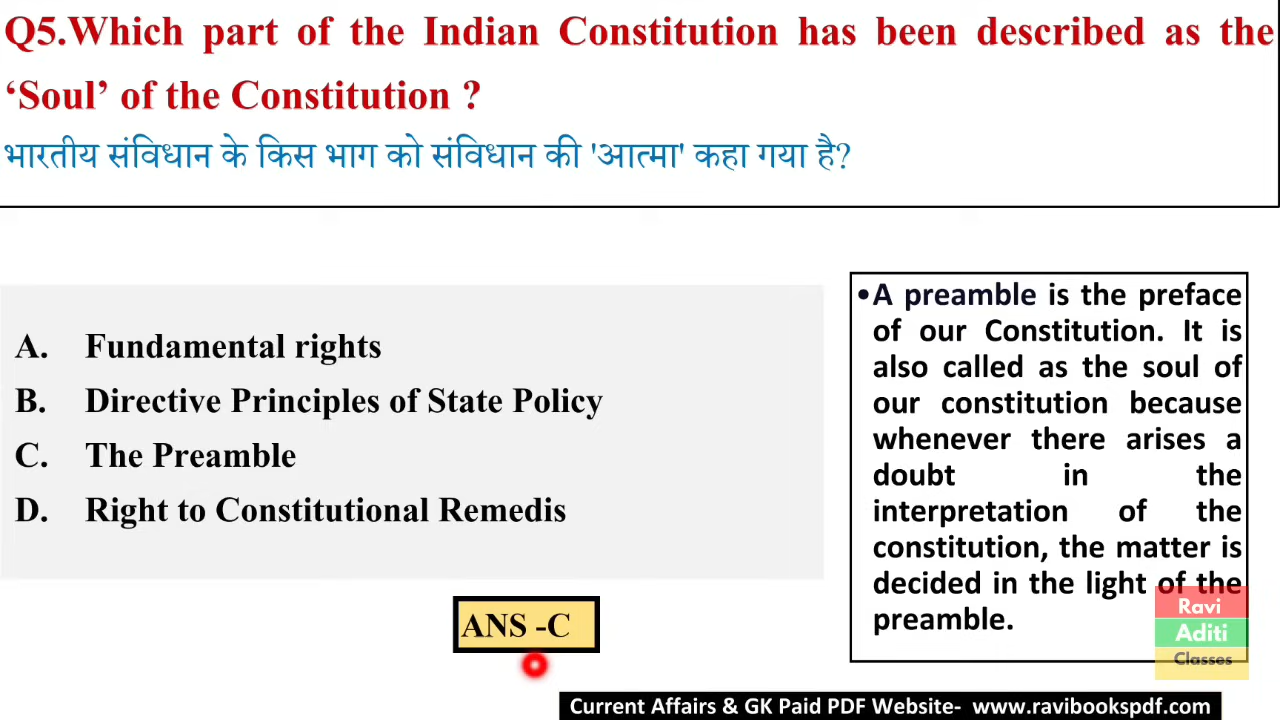 Q5.Which part of the Indian Constitution has been described as the
‘Soul’ of the Constitution ?
भारतीय संविधान के किस भाग को संविधान की 'आत्मा' कहा गया है?
A. Fundamental rights
B. Directive Principles of State Policy
C. The Preamble
D. Right to Constitutional Remedis
ANS -C
•A preamble is the preface
of our Constitution. It is
also called as the soul of
our constitution because
whenever there arises a
doubt in the
interpretation of the
constitution, the matter is
decided in the light of the
preamble.
Ravi
Aditi
Classes
Current Affairs & GK Paid PDF Website- www.ravibookspdf.com